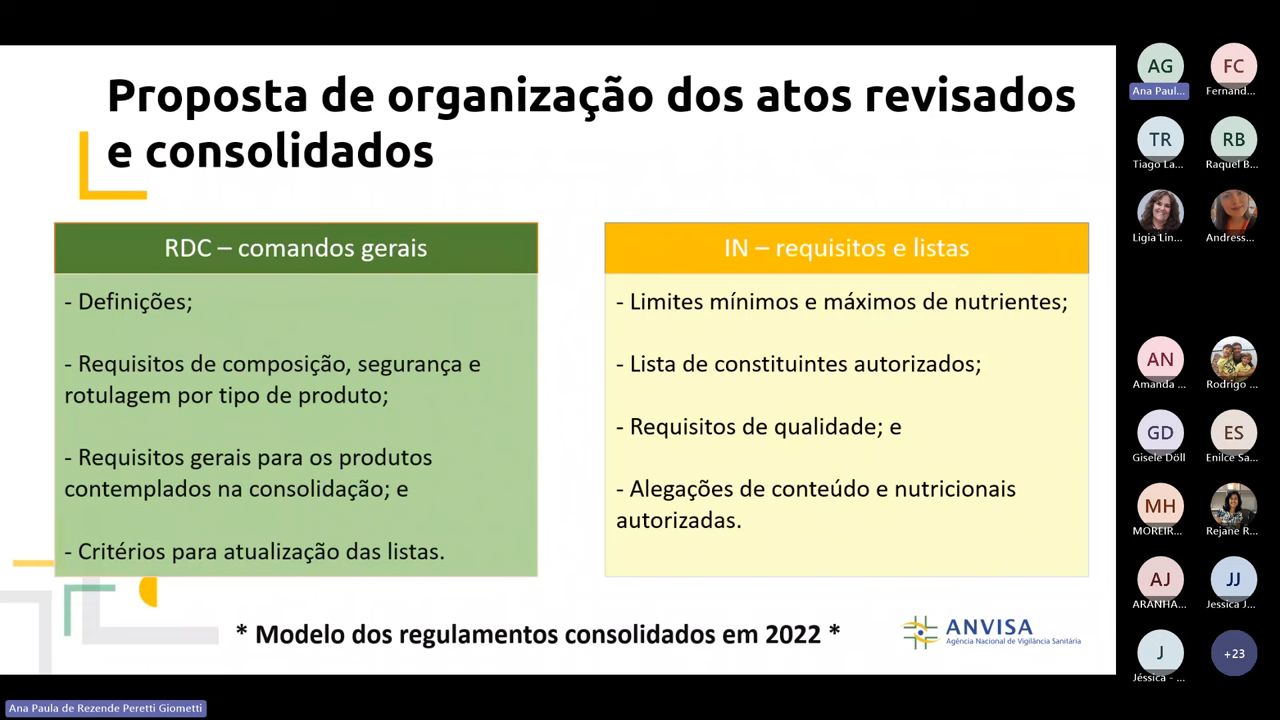 Proposta de organização dos atos revisados
e consolidados
RDC – comandos gerais
- Definições;
- Requisitos de composição, segurança e
rotulagem por tipo de produto;
- Requisitos gerais para os produtos
contemplados na consolidação; e
- Critérios para atualização das listas.
IN – requisitos e listas
- Limites mínimos e máximos de nutrientes;
- Lista de constituintes autorizados;
- Requisitos de qualidade; e
- Alegações de conteúdo e nutricionais
autorizadas.
* Modelo dos regulamentos consolidados em 2022 *
ANVISA
Agência Nacional de Vigilância Sanitária
AG
Ana Paul...
FC
Fernand...
TR
Tiago La...
RB
Raquel B...
Ligia Lin...
Andress...
AN
Amanda ...
Rodrigo ...
GD
Gisele Döll
ES
Enilce Sa...
MH
MOREIR...
Rejane R...
AJ
ARANHA...
JJ
Jessica J...
J
Jéssica - ...
+23
Ana Paula de Rezende Peretti Giometti